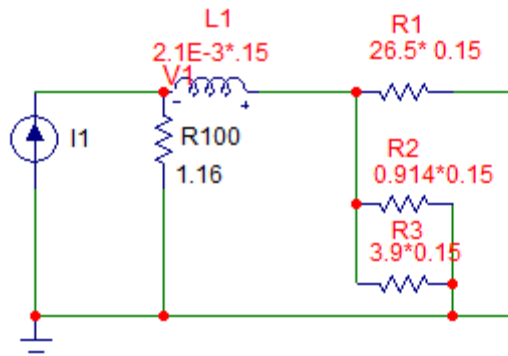 L1
2.1E-3*.15
V1
-
+
R1
26.5* 0.15
I1
R100
1.16
R2
0.914*0.15
R3
3.9*0.15